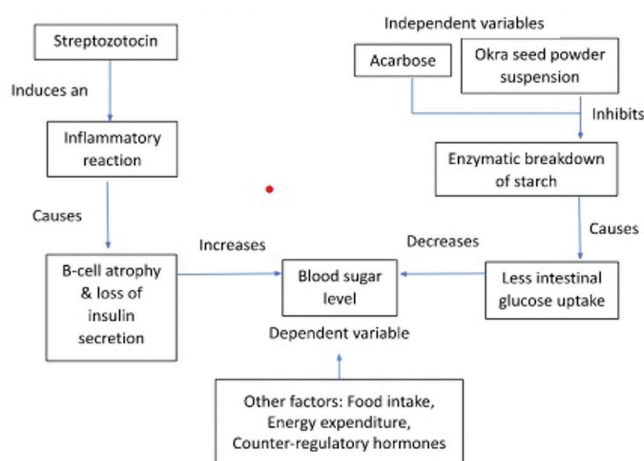 Independent variables
Streptozotocin
Acarbose
Okra seed powder
suspension
Induces an
Inhibits
Inflammatory
reaction
Enzymatic breakdown
of starch
Causes
Causes
Increases
Decreases
B-cell atrophy
& loss of
insulin
secretion
Blood sugar
level
Less intestinal
glucose uptake
Dependent variable
Other factors: Food intake,
Energy expenditure,
Counter-regulatory hormones